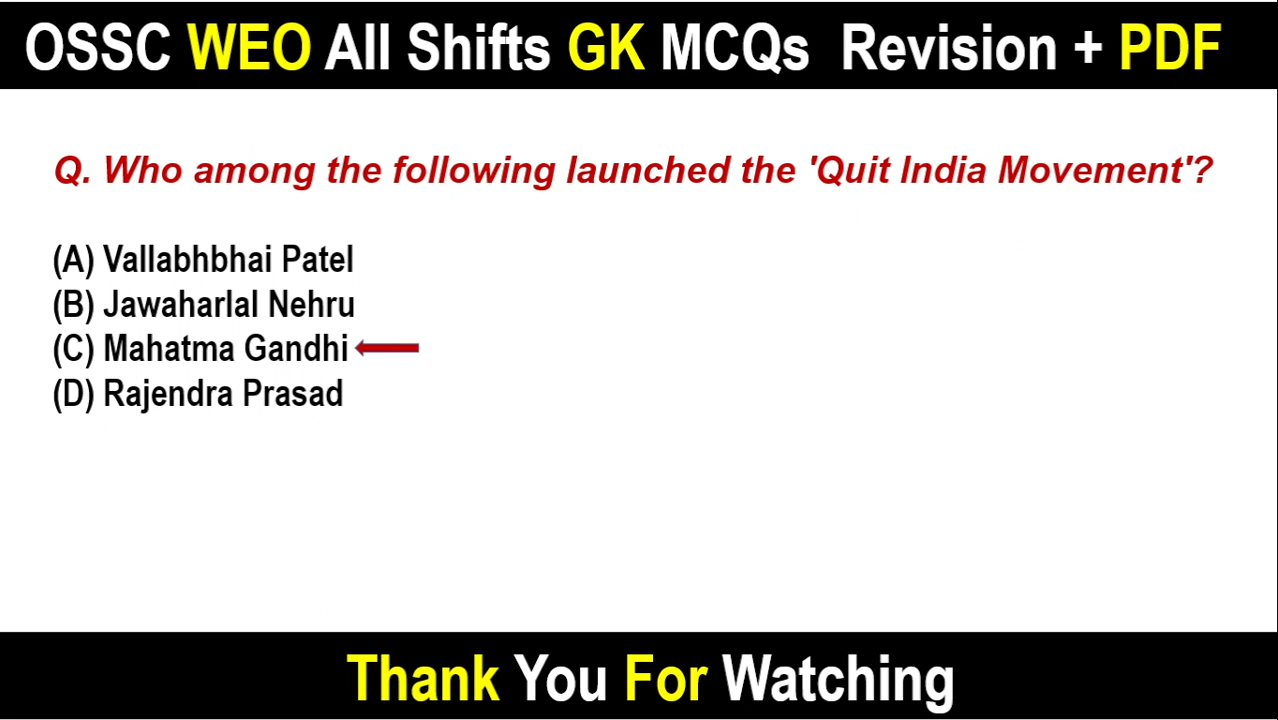 OSSC WEO All Shifts GK MCQs Revision + PDF
Q. Who among the following launched the 'Quit India Movement'?
(A) Vallabhbhai Patel
(B) Jawaharlal Nehru
(C) Mahatma Gandhi
(D) Rajendra Prasad
Thank You For Watching